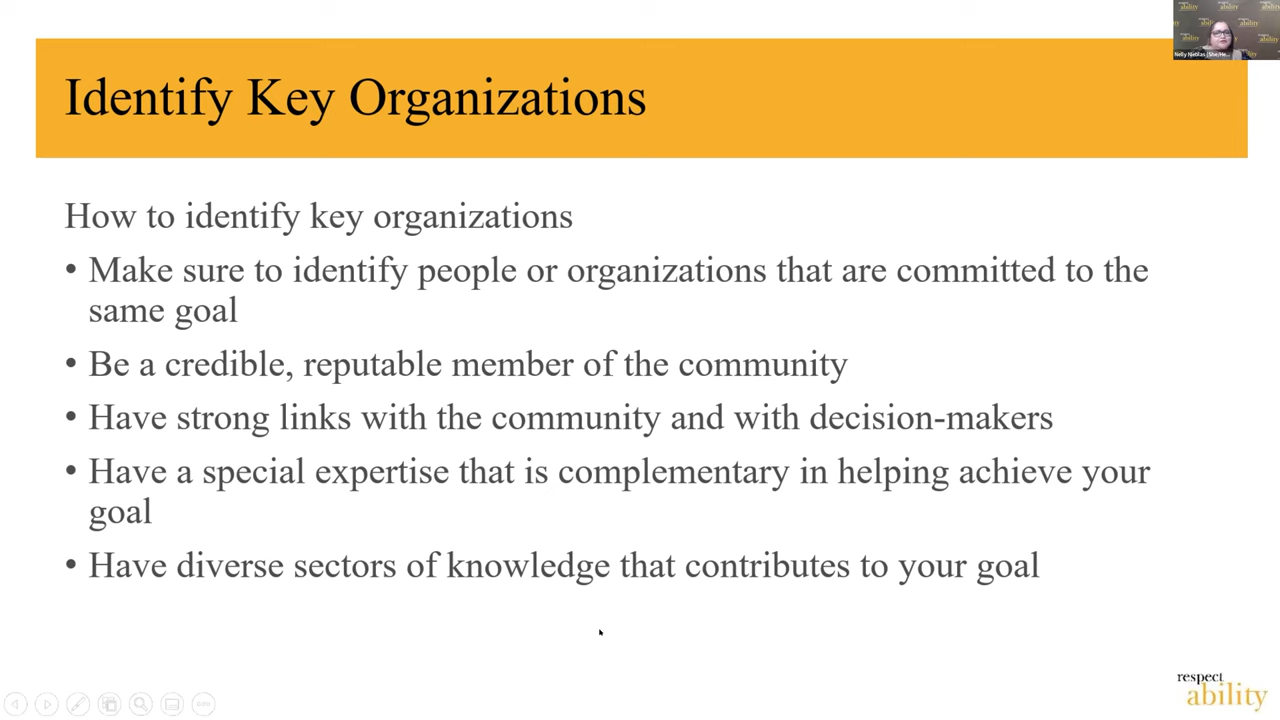 Identify Key Organizations
How to identify key organizations
• Make sure to identify people or organizations that are committed to the
same goal
• Be a credible, reputable member of the community
• Have strong links with the community and with decision-makers
• Have a special expertise that is complementary in helping achieve your
goal
• Have diverse sectors of knowledge that contributes to your goal
respect
ability